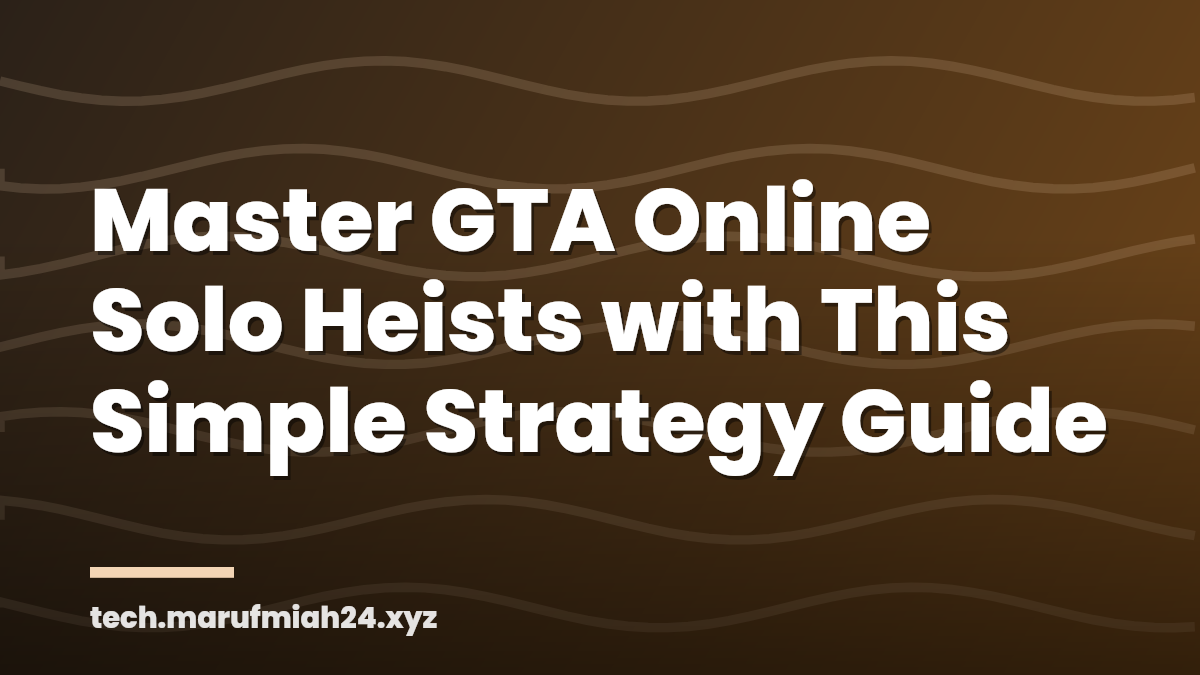 Master GTA Online
Solo Heists with This
Simple Strategy Guide
tech.marufmiah24.xyz